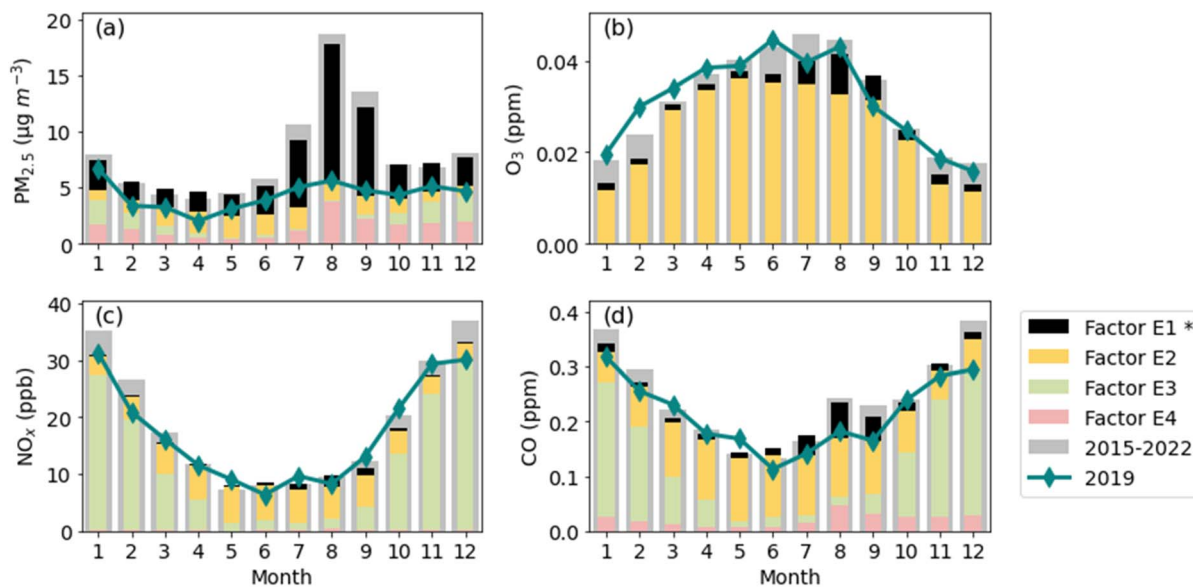 (a)
20
15
10
5
0
PM2.5 (µg m⁻³)
1 2 3 4 5 6 7 8 9 10 11 12
(b)
0.04
0.02
0.00
O3 (ppm)
1 2 3 4 5 6 7 8 9 10 11 12
(c)
40
30
20
10
0
NOx (ppb)
1 2 3 4 5 6 7 8 9 10 11 12
Month
(d)
0.4
0.3
0.2
0.1
0.0
CO (ppm)
1 2 3 4 5 6 7 8 9 10 11 12
Month
Factor E1 *
Factor E2
Factor E3
Factor E4
2015-2022
2019